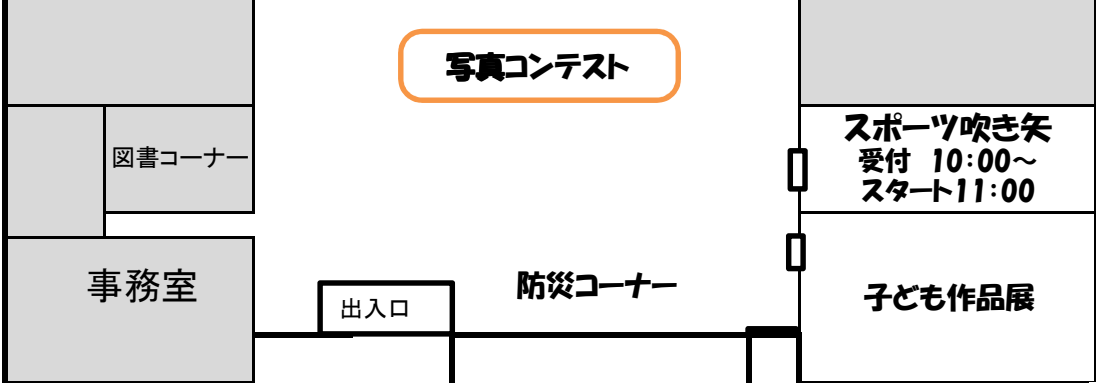 写真コンテスト
図書コーナー
スポーツ吹き矢
受付　10:00～
スタート11:00
事務室
出入口
防災コーナー
子ども作品展